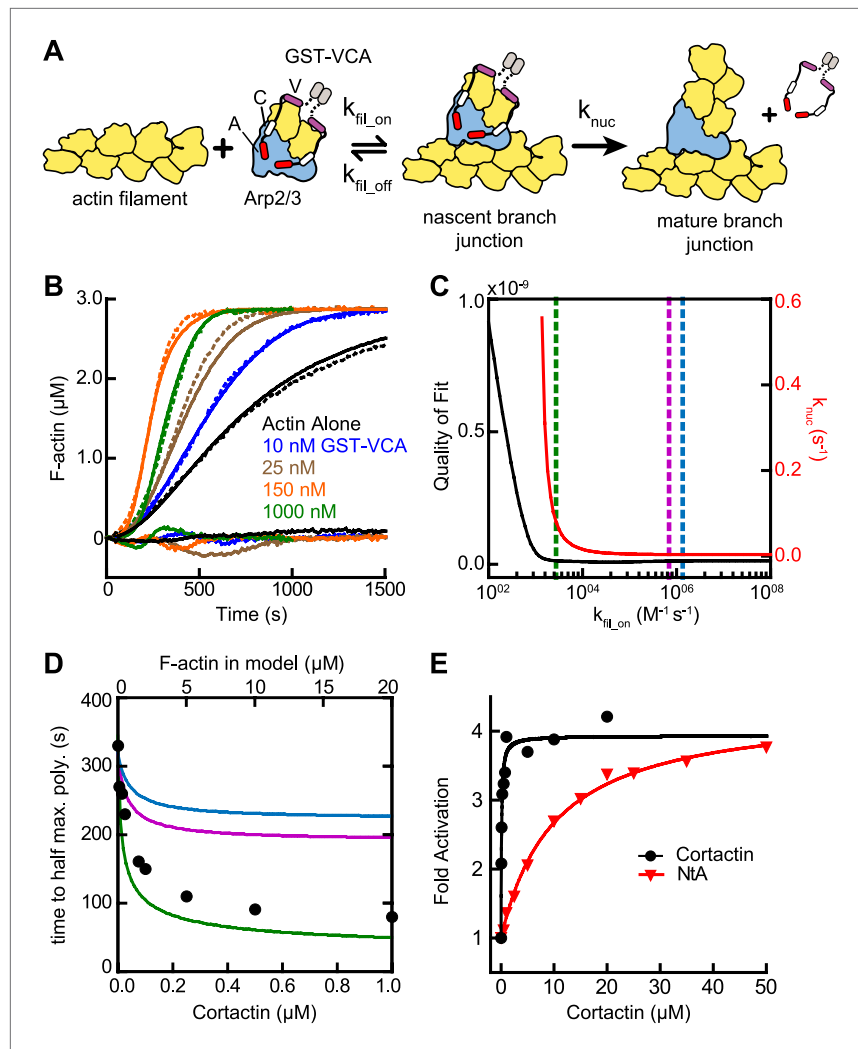 A
GST-VCA
V
C
A
k_fil_on
k_fil_off
k_nuc
+
+
actin filament
Arp2/3
nascent branch
junction
mature branch
junction
B
3.0
2.0
1.0
0
F-actin (µM)
0
500
1000
1500
Time (s)
Actin Alone
10 nM GST-VCA
25 nM
150 nM
1000 nM
C
x10^-9
1.0
0.5
0.0
Quality of Fit
0.6
0.4
0.2
0.0
k_nuc (s^-1)
10^02
10^04
10^06
10^08
k_fil_on (M^-1 s^-1)
D
F-actin in model (µM)
0
5
10
15
20
400
300
200
100
0
time to half max. poly. (s)
0.0
0.2
0.4
0.6
0.8
1.0
Cortactin (µM)
E
4
3
2
1
Fold Activation
Cortactin
NtA
0
10
20
30
40
50
Cortactin (µM)